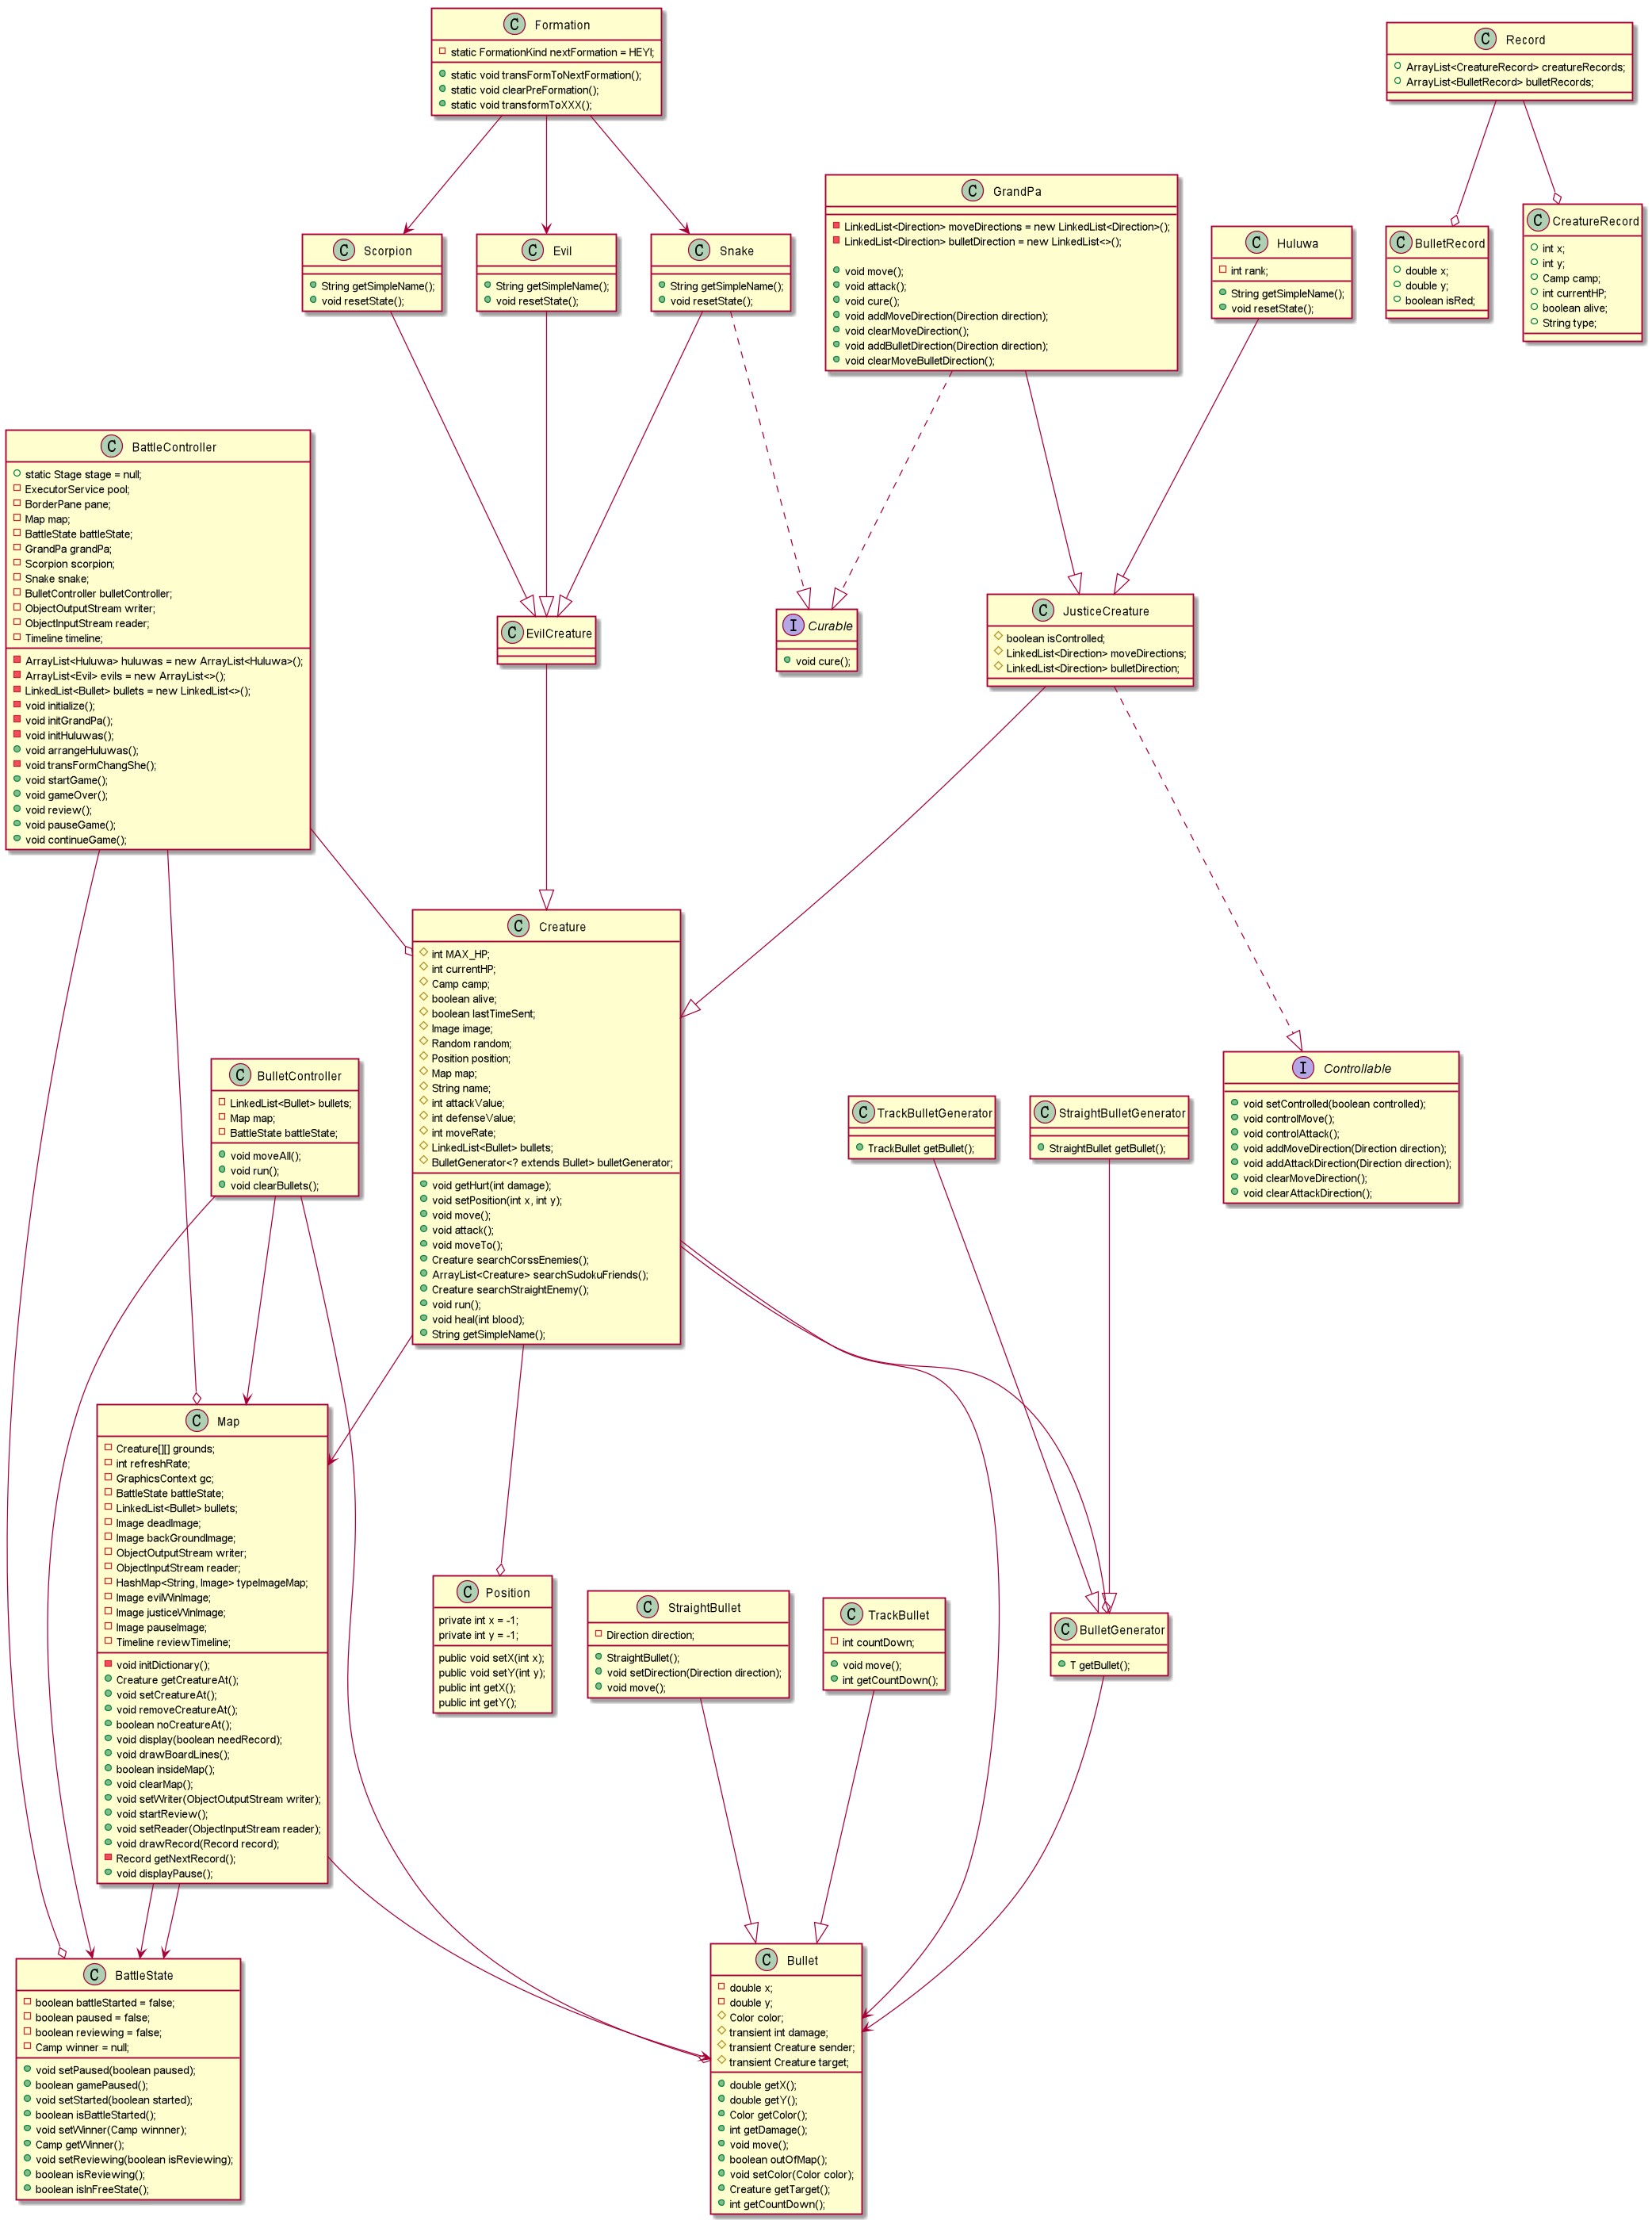 Formation
static FormationKind nextFormation = HEYI;
static void transFormToNextFormation();
static void clearPreFormation();
static void transformToXXX();
Record
ArrayList<CreatureRecord> creatureRecords;
ArrayList<BulletRecord> bulletRecords;
Scorpion
String getSimpleName();
void resetState();
Evil
String getSimpleName();
void resetState();
Snake
String getSimpleName();
void resetState();
GrandPa
LinkedList<Direction> moveDirections = new LinkedList<Direction>();
LinkedList<Direction> bulletDirection = new LinkedList<>();
void move();
void attack();
void cure();
void addMoveDirection(Direction direction);
void clearMoveDirection();
void addBulletDirection(Direction direction);
void clearMoveBulletDirection();
Huluwa
int rank;
String getSimpleName();
void resetState();
BulletRecord
double x;
double y;
boolean isRed;
CreatureRecord
int x;
int y;
Camp camp;
int currentHP;
boolean alive;
String type;
BattleController
static Stage stage = null;
ExecutorService pool;
BorderPane pane;
Map map;
BattleState battleState;
GrandPa grandPa;
Scorpion scorpion;
Snake snake;
BulletController bulletController;
ObjectOutputStream writer;
ObjectInputStream reader;
Timeline timeline;
ArrayList<Huluwa> huluwas = new ArrayList<Huluwa>();
ArrayList<Evil> evils = new ArrayList<>();
LinkedList<Bullet> bullets = new LinkedList<>();
void initialize();
void initGrandPa();
void initHuluwas();
void arrangeHuluwas();
void transFormChangShe();
void startGame();
void gameOver();
void review();
void pauseGame();
void continueGame();
EvilCreature
Curable
void cure();
JusticeCreature
boolean isControlled;
LinkedList<Direction> moveDirections;
LinkedList<Direction> bulletDirection;
Creature
int MAX_HP;
int currentHP;
Camp camp;
boolean alive;
boolean lastTimeSent;
Image image;
Random random;
Position position;
Map map;
String name;
int attackValue;
int defenseValue;
int moveRate;
LinkedList<Bullet> bullets;
BulletGenerator<? extends Bullet> bulletGenerator;
void getHurt(int damage);
void setPosition(int x, int y);
void move();
void attack();
void moveTo();
Creature searchCorssEnemies();
ArrayList<Creature> searchSudokuFriends();
Creature searchStraightEnemy();
void run();
void heal(int blood);
String getSimpleName();
BulletController
LinkedList<Bullet> bullets;
Map map;
BattleState battleState;
void moveAll();
void run();
void clearBullets();
TrackBulletGenerator
TrackBullet getBullet();
StraightBulletGenerator
StraightBullet getBullet();
Controllable
void setControlled(boolean controlled);
void controlMove();
void controlAttack();
void addMoveDirection(Direction direction);
void addAttackDirection(Direction direction);
void clearMoveDirection();
void clearAttackDirection();
Map
Creature[][] grounds;
int refreshRate;
GraphicsContext gc;
BattleState battleState;
LinkedList<Bullet> bullets;
Image deadImage;
Image backGroundImage;
ObjectOutputStream writer;
ObjectInputStream reader;
HashMap<String, Image> typeImageMap;
Image evilWinImage;
Image justiceWinImage;
Image pauseImage;
Timeline reviewTimeline;
void initDictionary();
Creature getCreatureAt();
void setCreatureAt();
void removeCreatureAt();
boolean noCreatureAt();
void display(boolean needRecord);
void drawBoardLines();
boolean insideMap();
void clearMap();
void setWriter(ObjectOutputStream writer);
void startReview();
void setReader(ObjectInputStream reader);
void drawRecord(Record record);
Record getNextRecord();
void displayPause();
Position
private int x = -1;
private int y = -1;
public void setX(int x);
public void setY(int y);
public int getX();
public int getY();
StraightBullet
Direction direction;
StraightBullet();
void setDirection(Direction direction);
void move();
TrackBullet
int countDown;
void move();
int getCountDown();
BulletGenerator
T getBullet();
BattleState
boolean battleStarted = false;
boolean paused = false;
boolean reviewing = false;
Camp winner = null;
void setPaused(boolean paused);
boolean gamePaused();
void setStarted(boolean started);
boolean isBattleStarted();
void setWinner(Camp winnner);
Camp getWinner();
void setReviewing(boolean isReviewing);
boolean isReviewing();
boolean isInFreeState();
Bullet
double x;
double y;
Color color;
transient int damage;
transient Creature sender;
transient Creature target;
double getX();
double getY();
Color getColor();
int getDamage();
void move();
boolean outOfMap();
void setColor(Color color);
Creature getTarget();
int getCountDown();